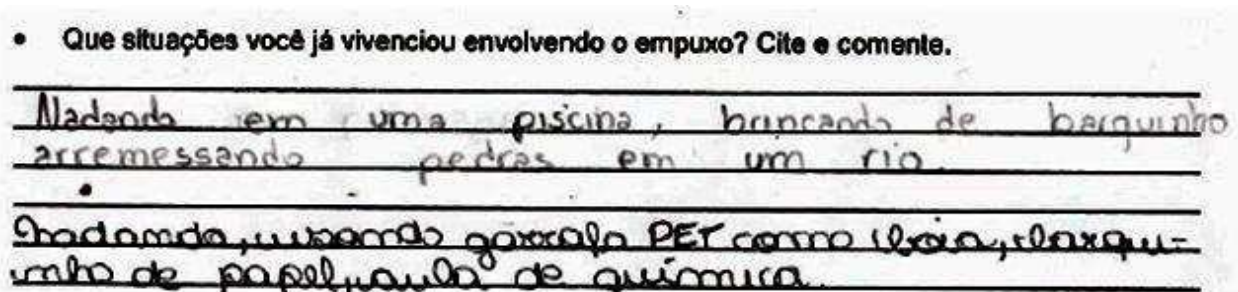 • Que situações você já vivenciou envolvendo o empuxo? Cite e comente.
Nadando em uma piscina, brincando de barquinho
arremessando pedras em um rio.
Nadando, usando garrafa PET como boia, barqui-
nho de papel, aula de química.